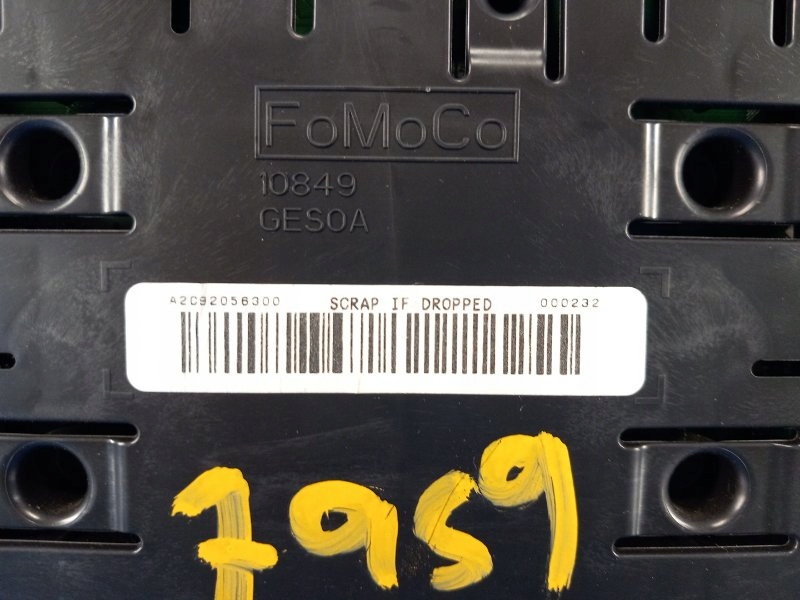 FoMoCo
10849
GES0A
A2C92056300 SCRAP IF DROPPED 000232
7959